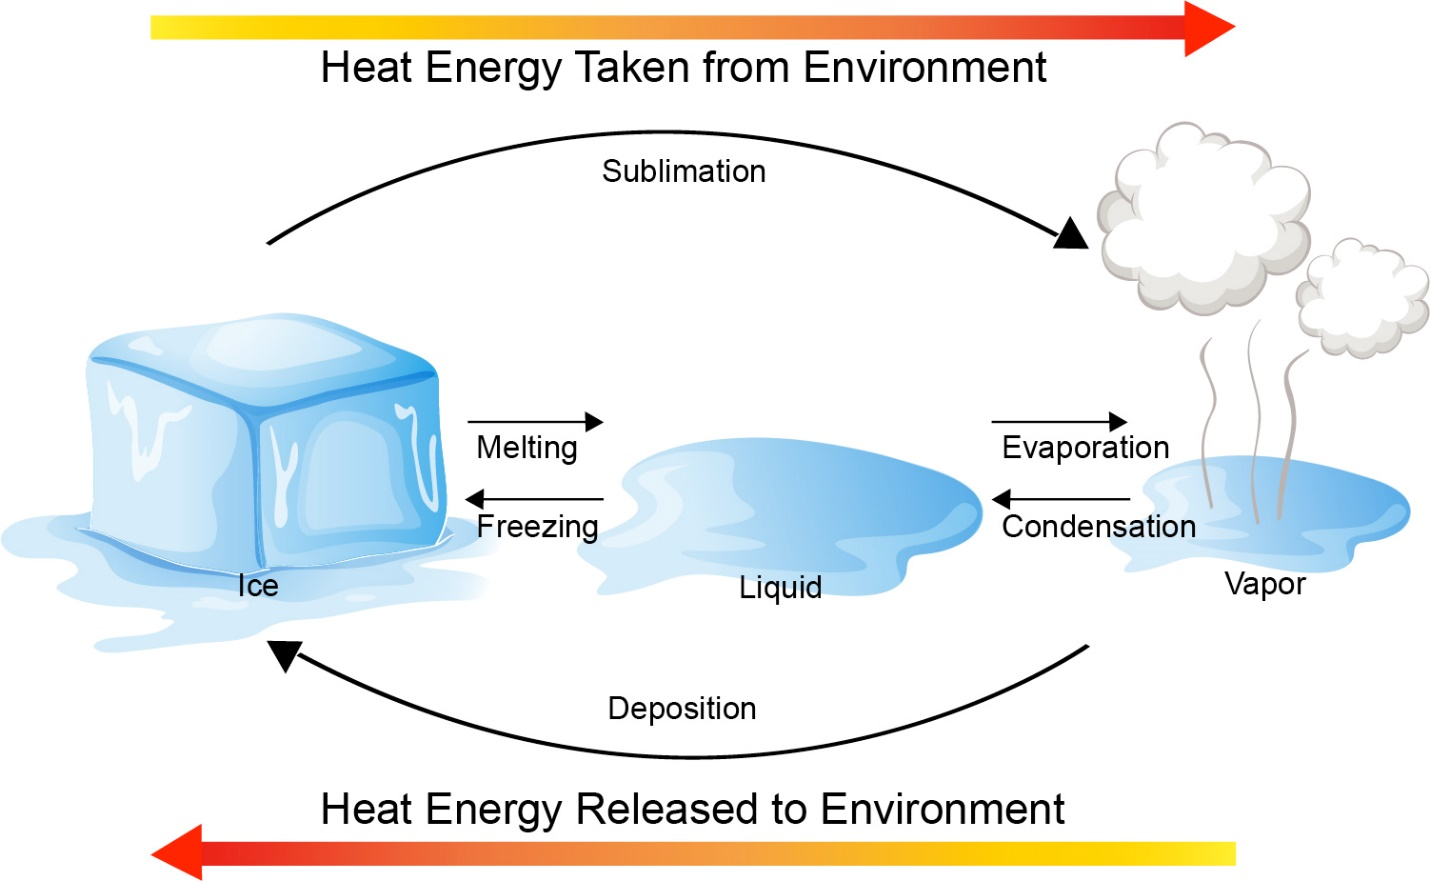 Heat Energy Taken from Environment
Sublimation
Melting
Evaporation
Freezing
Condensation
Ice
Liquid
Vapor
Deposition
Heat Energy Released to Environment